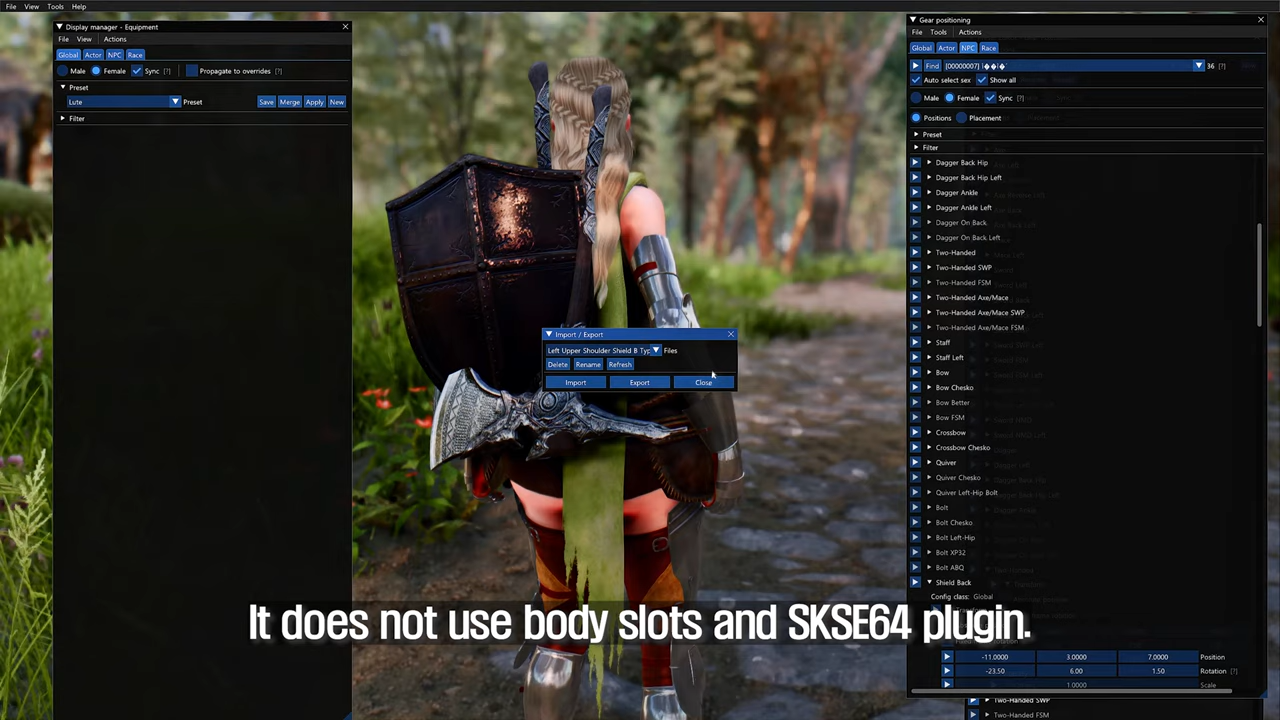 File View Tools Help
Display manager - Equipment
File View Actions
Global Actor NPC Race
Male Female Sync [?] Propagate to overrides [?]
Preset
Lute Preset Save Merge Apply New
Filter
Import / Export
Left Upper Shoulder Shield B Typ Files
Delete Rename Refresh
Import Export Close
Gear positioning
File Tools Actions
Global Actor NPC Race
Find [00000007] 36 [?]
Auto select sex Show all
Male Female Sync [?]
Positions Placement
Preset
Filter
Dagger Back Hip
Dagger Back Hip Left
Dagger Ankle
Dagger Ankle Left
Dagger On Back
Dagger On Back Left
Two-Handed
Two-Handed SWP
Two-Handed FSM
Two-Handed Axe/Mace
Two-Handed Axe/Mace SWP
Two-Handed Axe/Mace FSM
Staff
Staff Left
Bow
Bow Chesko
Bow Better
Bow FSM
Crossbow
Crossbow Chesko
Quiver
Quiver Chesko
Quiver Left-Hip Bolt
Bolt
Bolt Chesko
Bolt Left-Hip
Bolt XP32
Bolt ABQ
Shield Back
Config class: Global
-11.0000 3.0000 7.0000 Position
-23.50 6.00 1.50 Rotation [?]
1.0000 Scale
Two-Handed SWP
Two-Handed FSM
It does not use body slots and SKSE64 plugin.